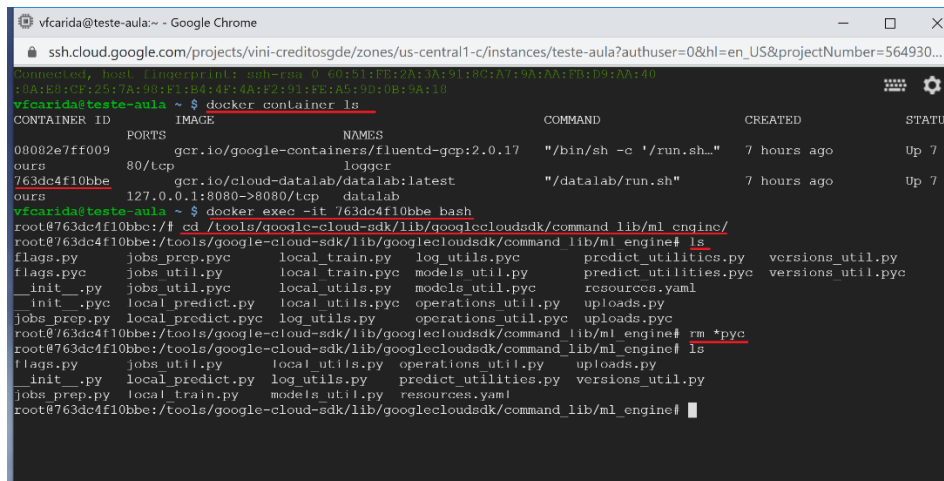 vfcarida@teste-aula:~ - Google Chrome
ssh.cloud.google.com/projects/vini-creditosgde/zones/us-central1-c/instances/teste-aula?authuser=0&hl=en_US&projectNumber=564930...
Connected, host fingerprint: ssh-rsa 0 60:51:FE:2A:3A:91:8C:A7:9A:AA:FB:D9:AA:40
:0A:E0:CF:25:7A:98:F1:B4:4F:4A:F2:91:FE:A5:9D:0B:9A:18
vfcarida@teste-aula ~ $ docker container ls
CONTAINER ID IMAGE COMMAND CREATED STATU
PORTS NAMES
08082e7ff009 gcr.io/google-containers/fluentd-gcp:2.0.17 "/bin/sh -c '/run.sh…" 7 hours ago Up 7
ours 80/tcp logger
763dc4f10bbe gcr.io/cloud-datalab/datalab:latest "/datalab/run.sh" 7 hours ago Up 7
ours 127.0.0.1:8080->8080/tcp datalab
vfcarida@teste-aula ~ $ docker exec -it 763dc4f10bbe bash
root@763dc4f10bbe:/# cd /tools/google-cloud-sdk/lib/googlecloudsdk/command_lib/ml_engine/
root@763dc4f10bbe:/tools/google-cloud-sdk/lib/googlecloudsdk/command_lib/ml_engine# ls
flags.py jobs_prep.pyc local_train.py log_utils.pyc predict_utilities.py versions_util.py
flags.pyc jobs_util.py local_train.pyc models_util.py predict_utilities.pyc versions_util.pyc
__init__.py jobs_util.pyc local_utils.py models_util.pyc resources.yaml
__init__.pyc local_predict.py local_utils.pyc operations_util.py uploads.py
jobs_prep.py local_predict.pyc log_utils.py operations_util.pyc uploads.pyc
root@763dc4f10bbe:/tools/google-cloud-sdk/lib/googlecloudsdk/command_lib/ml_engine# rm *pyc
root@763dc4f10bbe:/tools/google-cloud-sdk/lib/googlecloudsdk/command_lib/ml_engine# ls
flags.py jobs_util.py local_utils.py operations_util.py uploads.py
__init__.py local_predict.py log_utils.py predict_utilities.py versions_util.py
jobs_prep.py local_train.py models_util.py resources.yaml
root@763dc4f10bbe:/tools/google-cloud-sdk/lib/googlecloudsdk/command_lib/ml_engine#